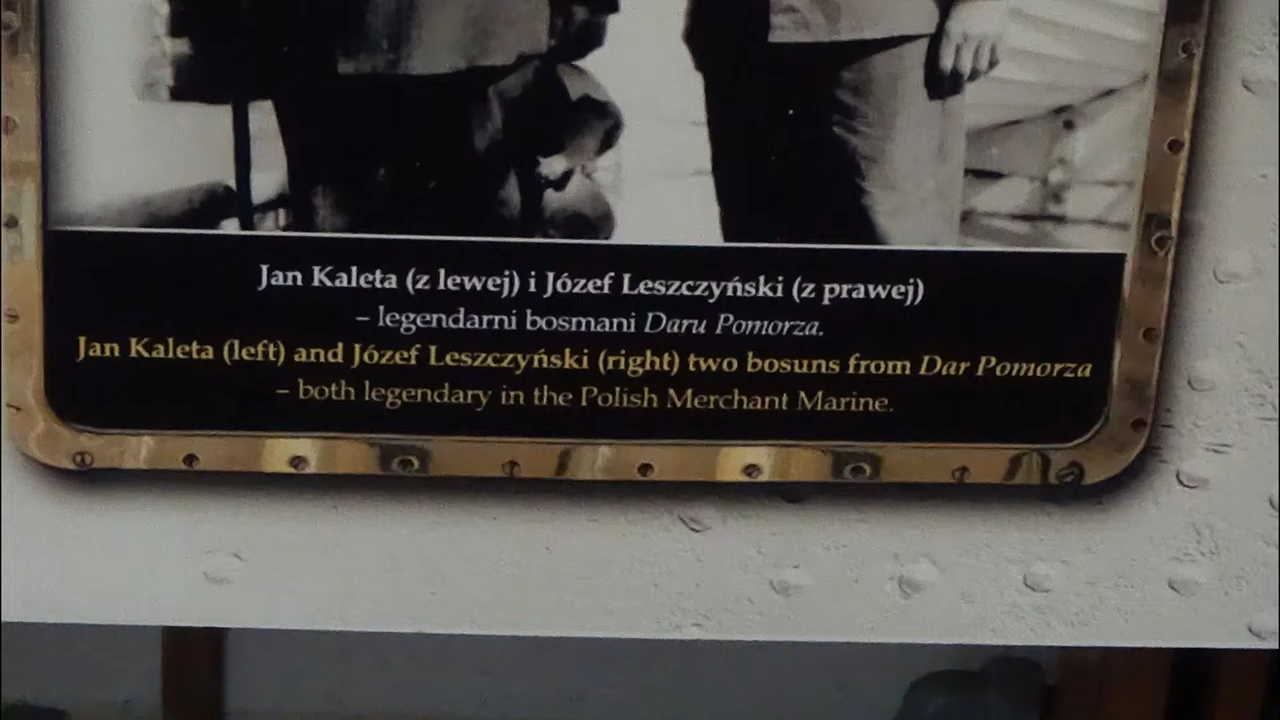 Jan Kaleta (z lewej) i Józef Leszczyński (z prawej)
– legendarni bosmani Daru Pomorza.
Jan Kaleta (left) and Józef Leszczyński (right) two bosuns from Dar Pomorza
– both legendary in the Polish Merchant Marine.